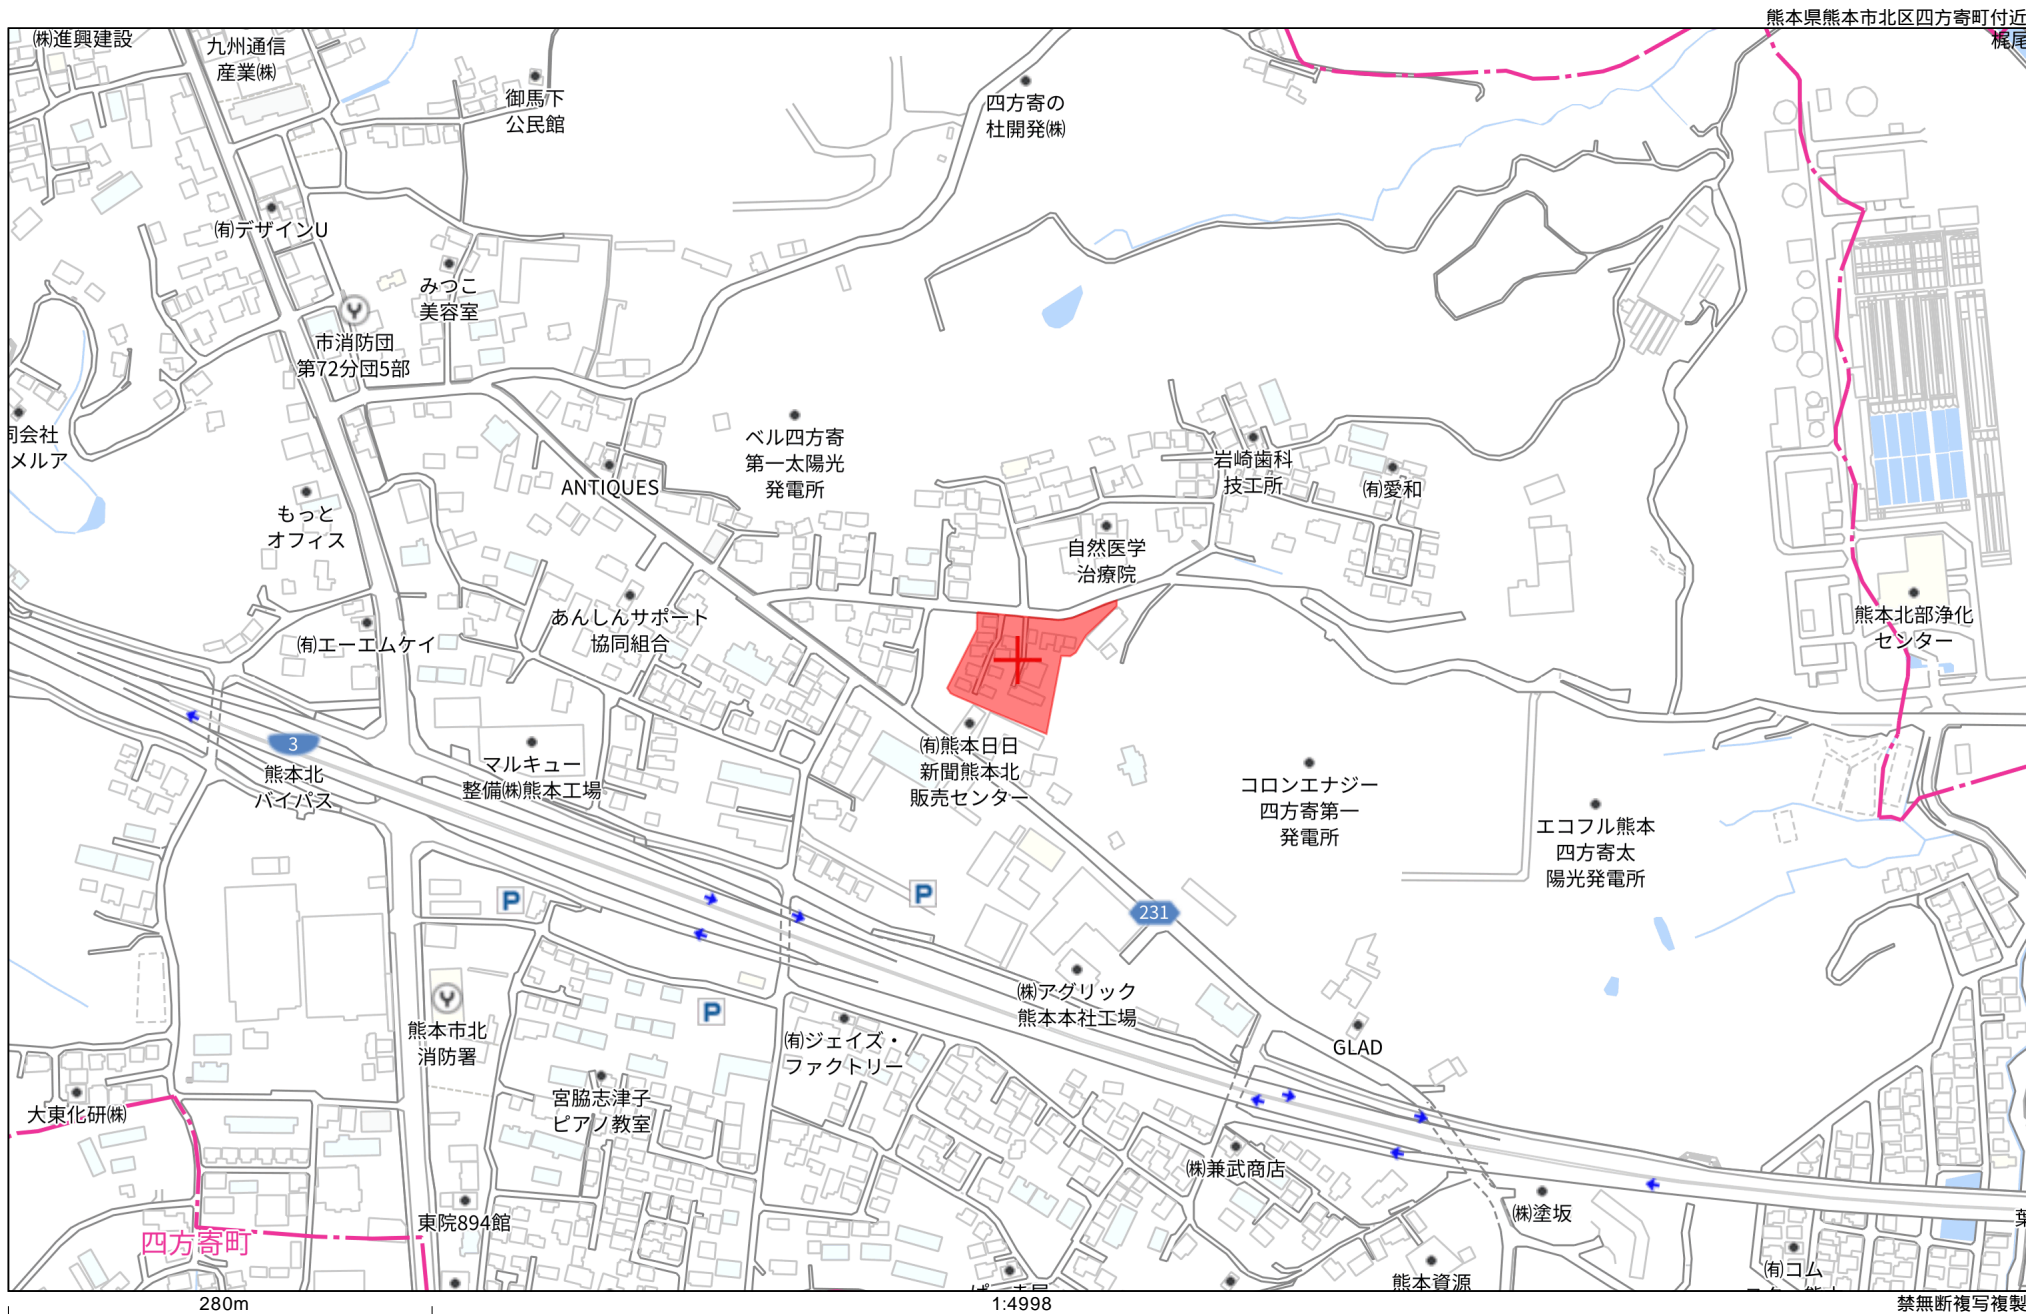 熊本県熊本市北区四方寄町付近
㈱進興建設
九州通信
産業㈱
梶尾
御馬下
公民館
四方寄の
杜開発㈱
㈲デザインU
みつこ
美容室
市消防団
第72分団5部
同会社
メルア
ANTIQUES
ベル四方寄
第一太陽光
発電所
岩崎歯科
技工所
㈲愛和
もっと
オフィス
自然医学
治療院
あんしんサポート
協同組合
㈲エーエムケイ
熊本北部浄化
センター
3
熊本北
バイパス
マルキュー
整備㈱熊本工場
㈲熊本日日
新聞熊本北
販売センター
コロンエナジー
四方寄第一
発電所
エコフル熊本
四方寄太
陽光発電所
P
P
231
P
㈱アグリック
熊本本社工場
熊本市北
消防署
㈲ジェイズ・
ファクトリー
GLAD
大東化研㈱
宮脇志津子
ピアノ教室
㈱兼武商店
東院894館
㈱塗坂
葉
四方寄町
熊本資源
㈲コム
280m
1:4998
禁無断複写複製